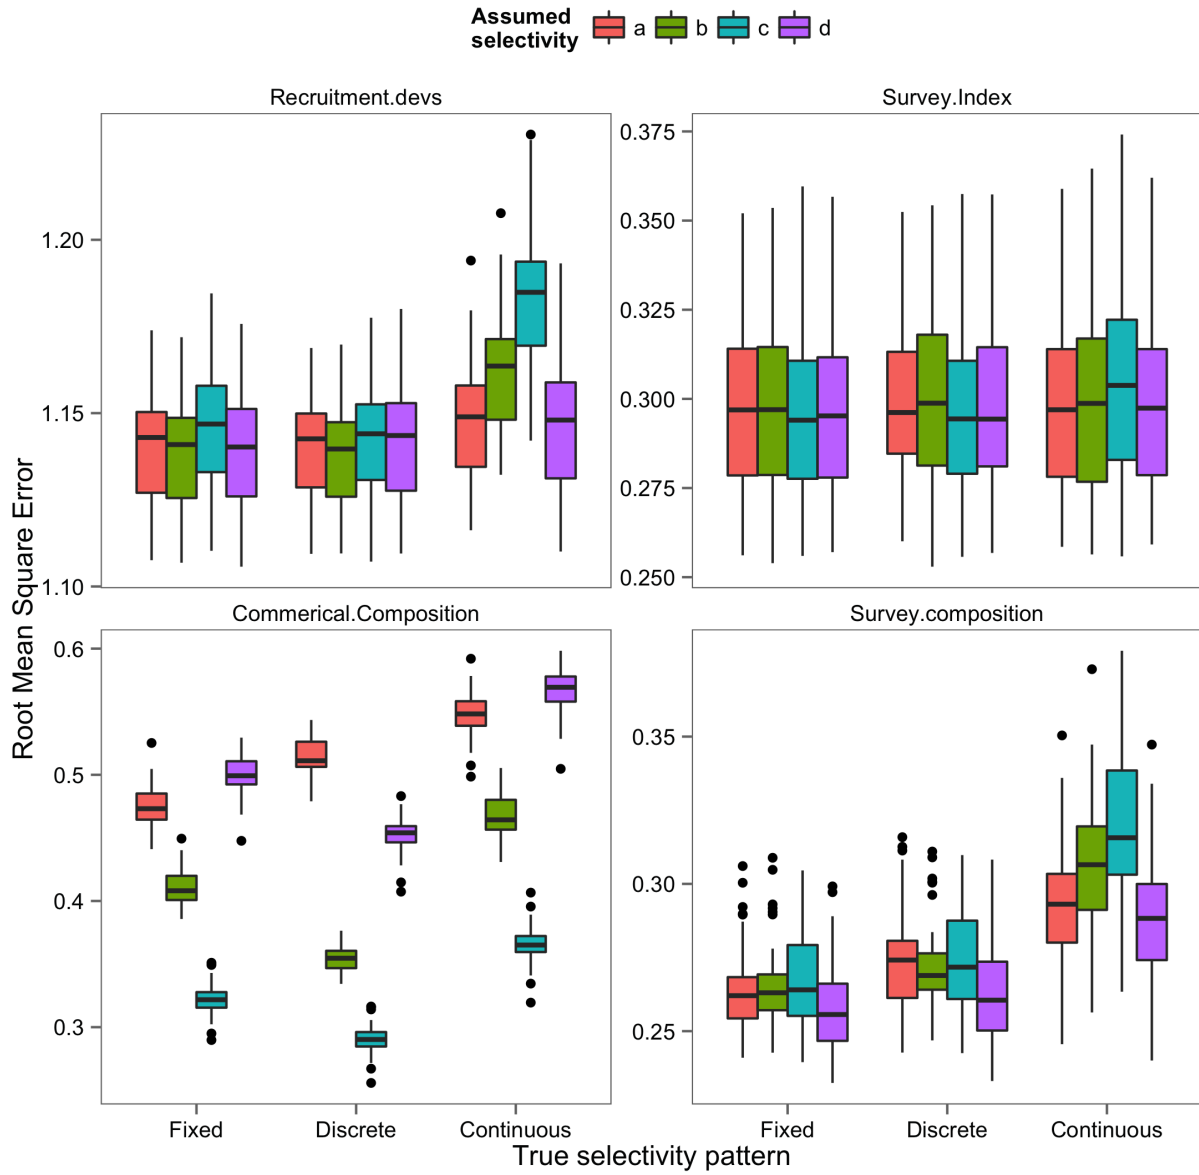 Assumed
selectivity a b c d
Recruitment.devs Survey.Index
1.20
1.15
1.10
0.375
0.350
0.325
0.300
0.275
0.250
Root Mean Square Error
Commerical.Composition Survey.composition
0.6
0.5
0.4
0.3
0.35
0.30
0.25
Fixed Discrete Continuous Fixed Discrete Continuous
True selectivity pattern